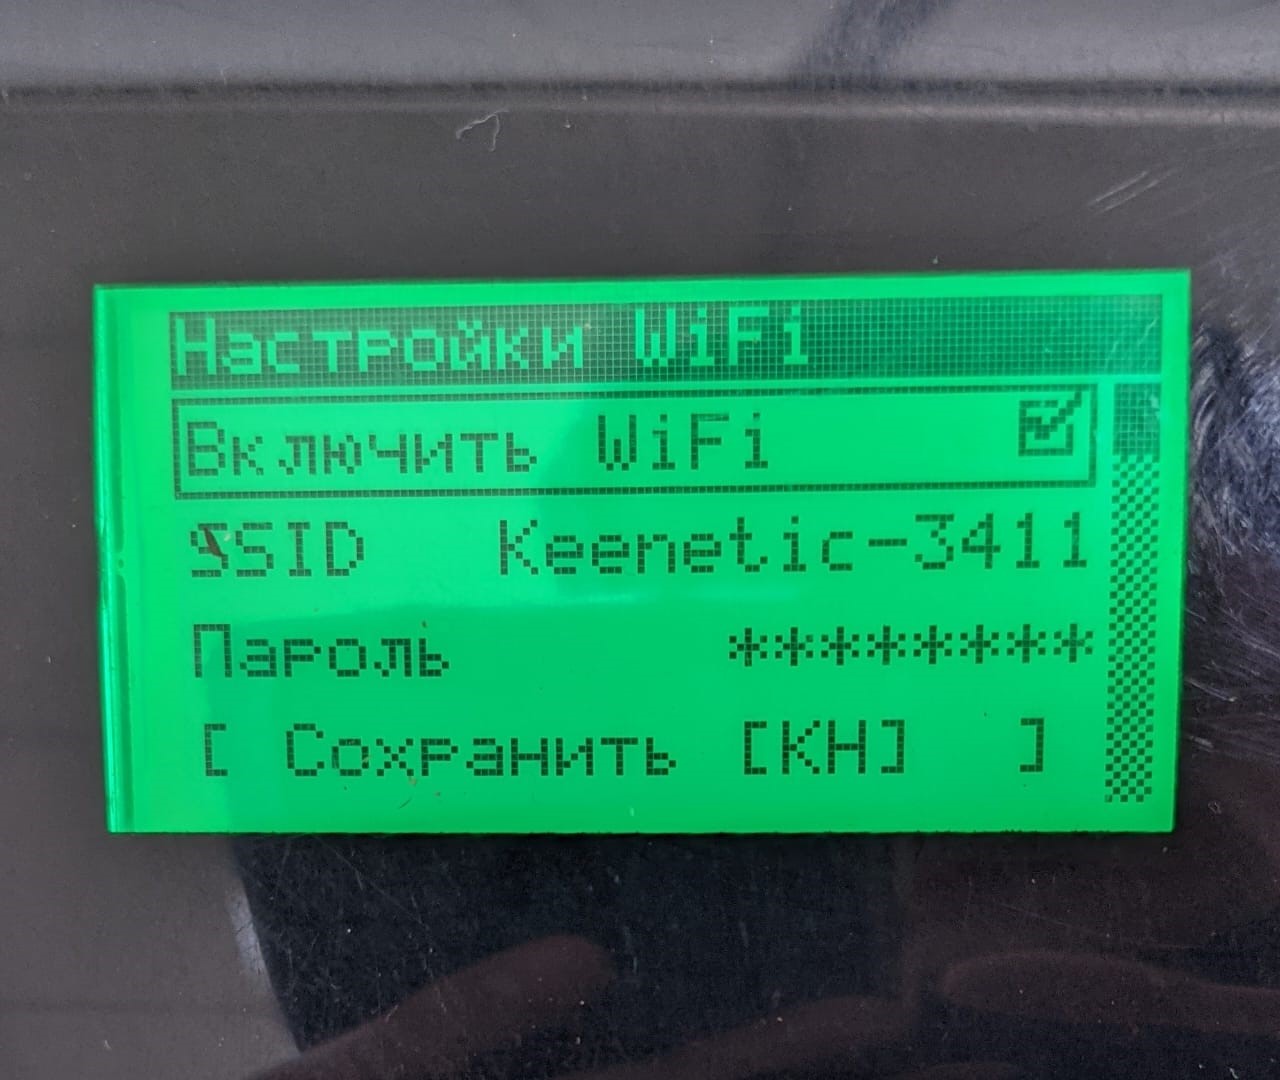 Настройки WiFi
Включить WiFi
SSID Keenetic-3411
Пароль ********
[ Сохранить [КН] ]